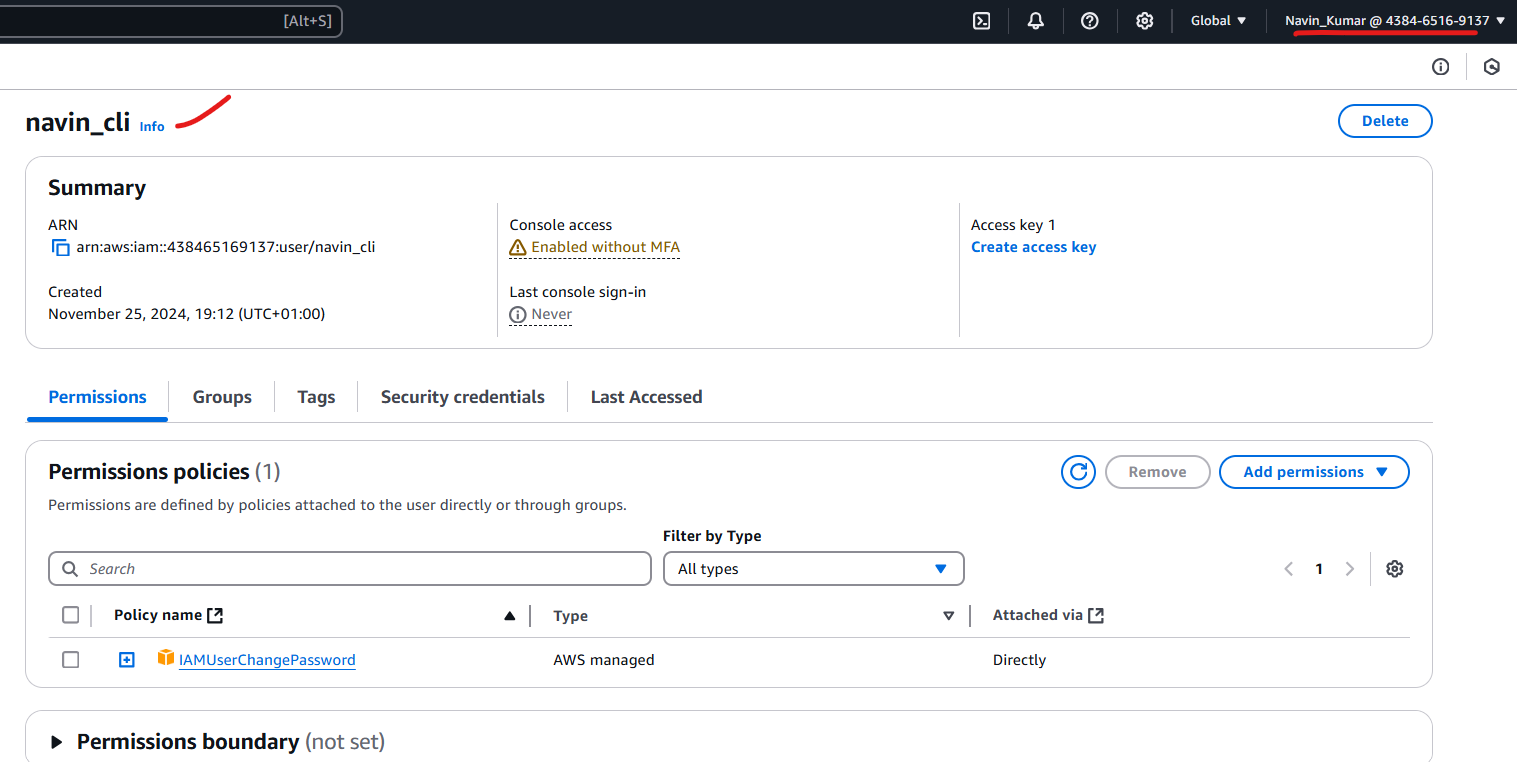 [Alt+S]
Global
Navin_Kumar @ 4384-6516-9137
navin_cli Info
Delete
Summary
ARN
arn:aws:iam::438465169137:user/navin_cli
Console access
Enabled without MFA
Access key 1
Create access key
Created
November 25, 2024, 19:12 (UTC+01:00)
Last console sign-in
Never
Permissions Groups Tags Security credentials Last Accessed
Permissions policies (1)
Remove Add permissions
Permissions are defined by policies attached to the user directly or through groups.
Filter by Type
Search All types 1
Policy name Type Attached via
IAMUserChangePassword AWS managed Directly
Permissions boundary (not set)